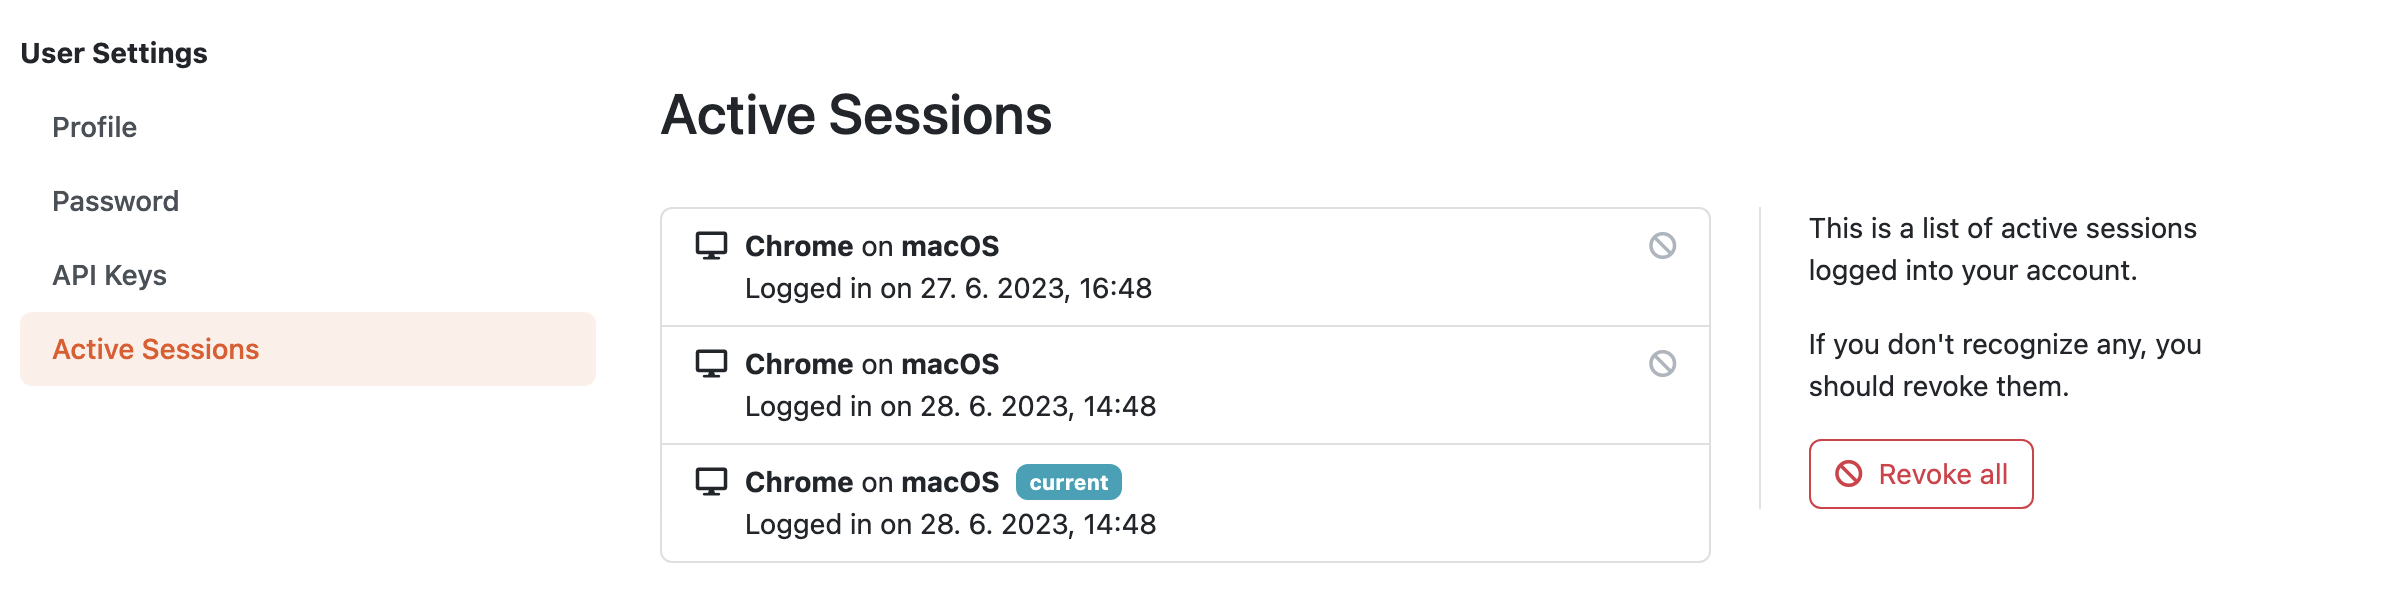 User Settings
Profile
Password
API Keys
Active Sessions
Active Sessions
Chrome on macOS
Logged in on 27. 6. 2023, 16:48
Chrome on macOS
Logged in on 28. 6. 2023, 14:48
Chrome on macOS current
Logged in on 28. 6. 2023, 14:48
This is a list of active sessions
logged into your account.
If you don't recognize any, you
should revoke them.
Revoke all